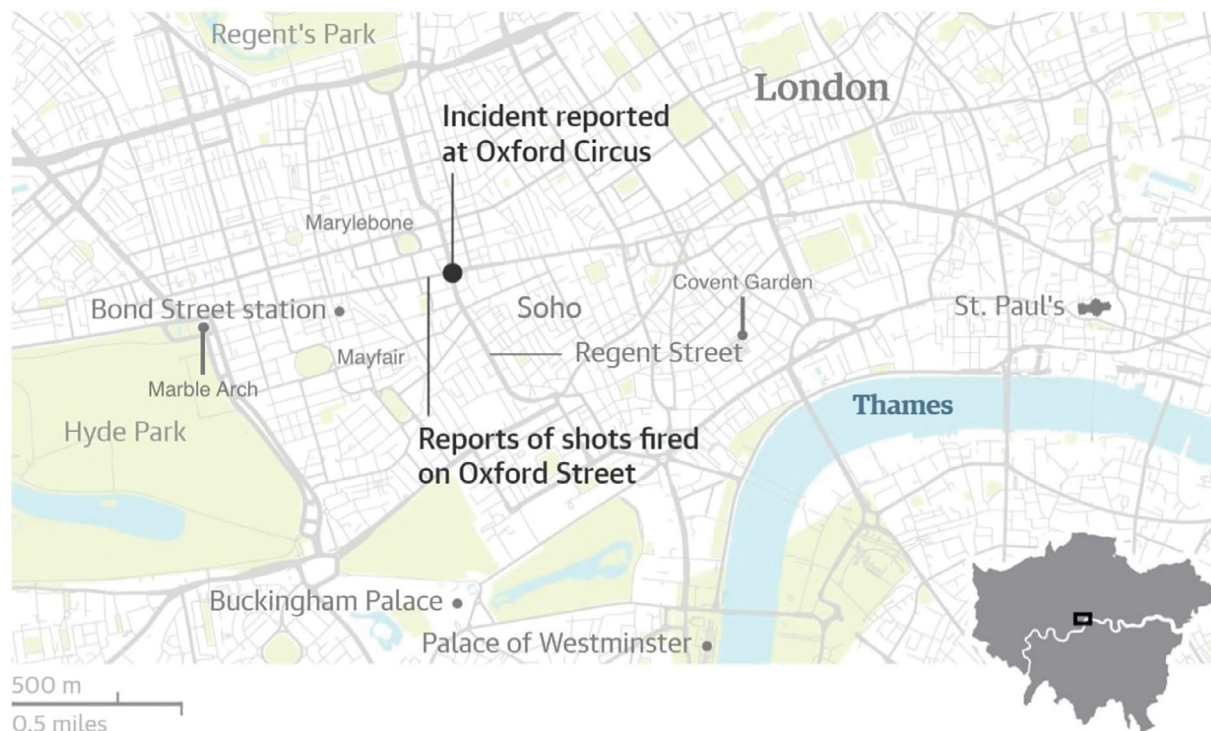 Regent's Park
London
Incident reported
at Oxford Circus
Marylebone
Covent Garden
Bond Street station
Soho
St. Paul's
Mayfair
Regent Street
Marble Arch
Thames
Hyde Park
Reports of shots fired
on Oxford Street
Buckingham Palace
Palace of Westminster
500 m
0.5 miles